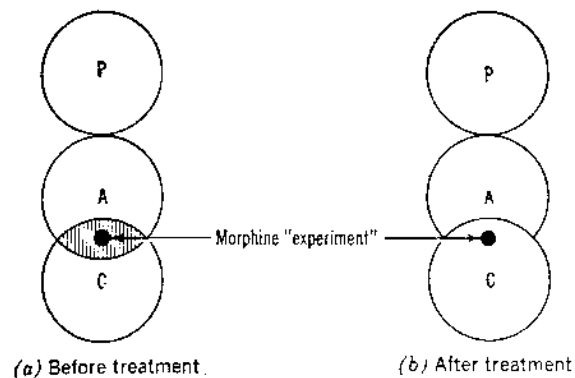 P
P
A
A
Morphine "experiment"
C
C
(a) Before treatment.
(b) After treatment